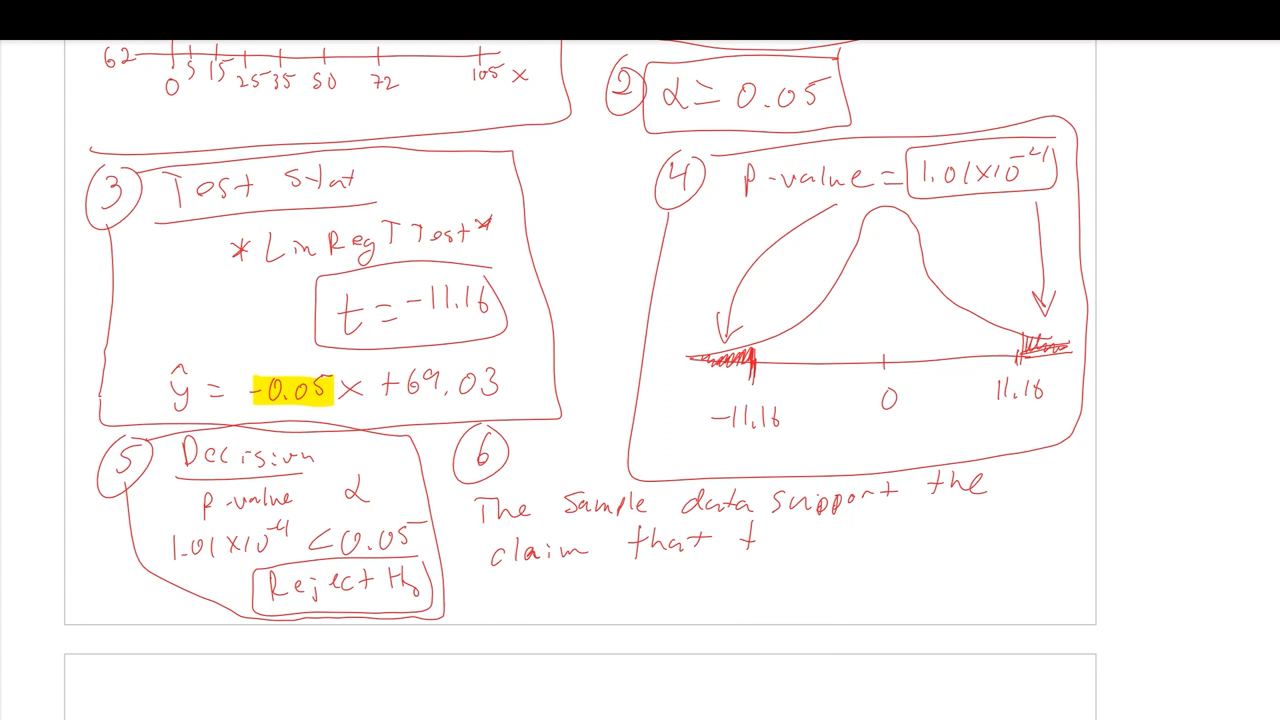 62
0 5 15 25 35 50 72 105 x
② α = 0.05
③ Test Stat
* LinRegTTest *
t = -11.16
ŷ = -0.05x + 69.03
④ P-value = 1.01×10⁻⁴
-11.16 0 11.16
⑤ Decision
P-value α
1.01×10⁻⁴ < 0.05
Reject H₀
⑥
The sample data support the
claim that t